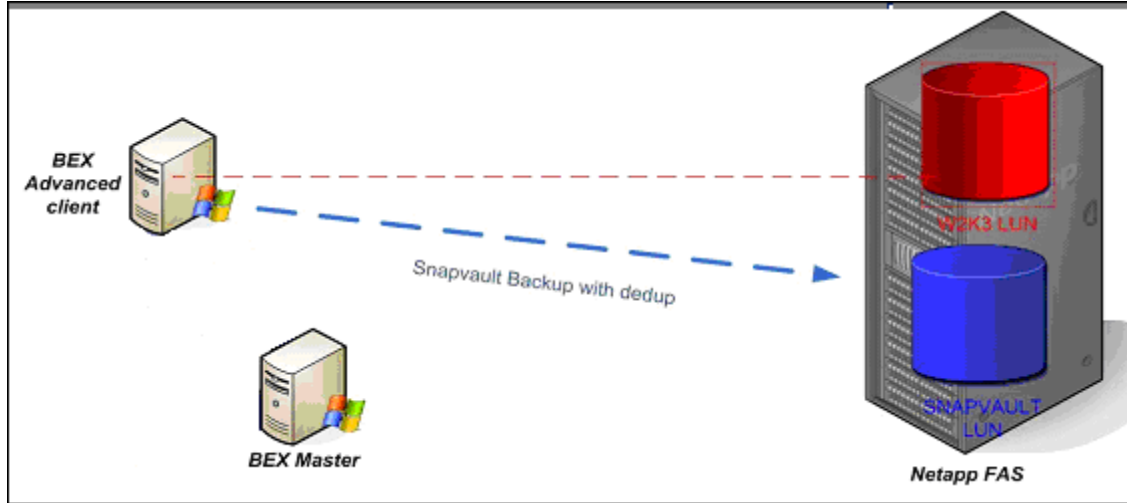 BEX
Advanced
client
W2K3 LUN
Snapvault Backup with dedup
SNAPVAULT
LUN
BEX Master
Netapp FAS